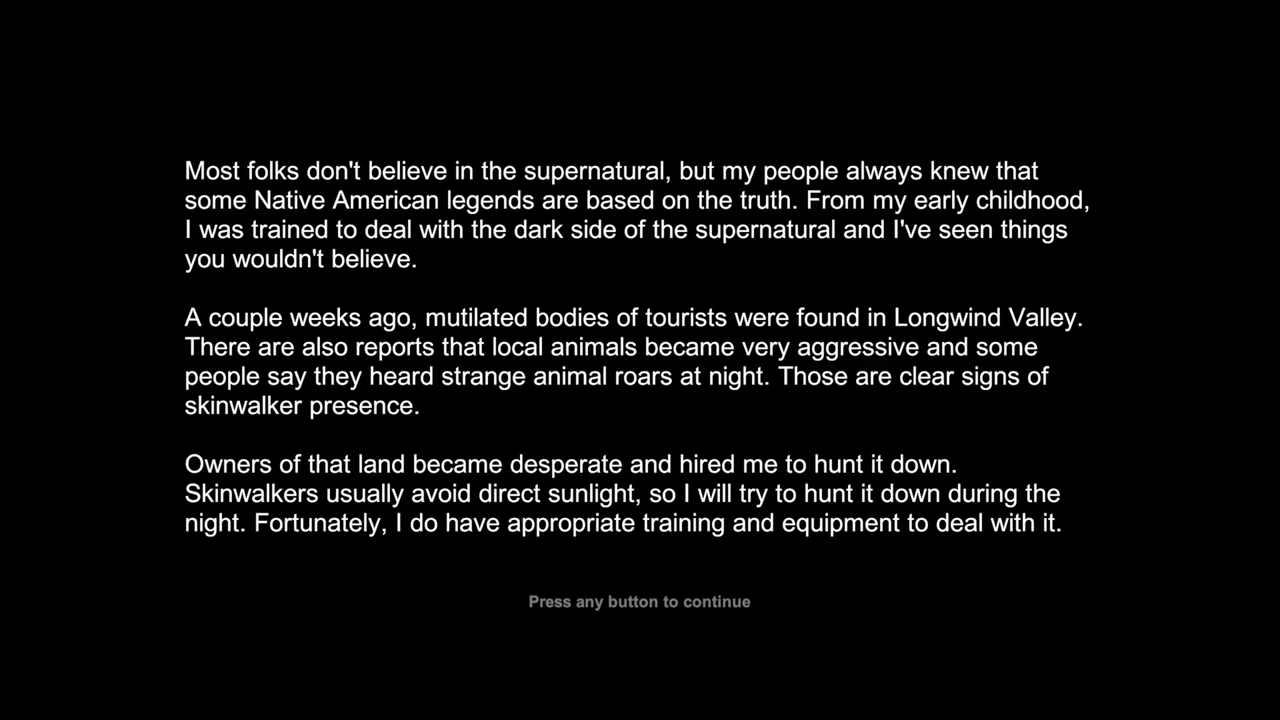 Most folks don't believe in the supernatural, but my people always knew that
some Native American legends are based on the truth. From my early childhood,
I was trained to deal with the dark side of the supernatural and I've seen things
you wouldn't believe.
A couple weeks ago, mutilated bodies of tourists were found in Longwind Valley.
There are also reports that local animals became very aggressive and some
people say they heard strange animal roars at night. Those are clear signs of
skinwalker presence.
Owners of that land became desperate and hired me to hunt it down.
Skinwalkers usually avoid direct sunlight, so I will try to hunt it down during the
night. Fortunately, I do have appropriate training and equipment to deal with it.
Press any button to continue